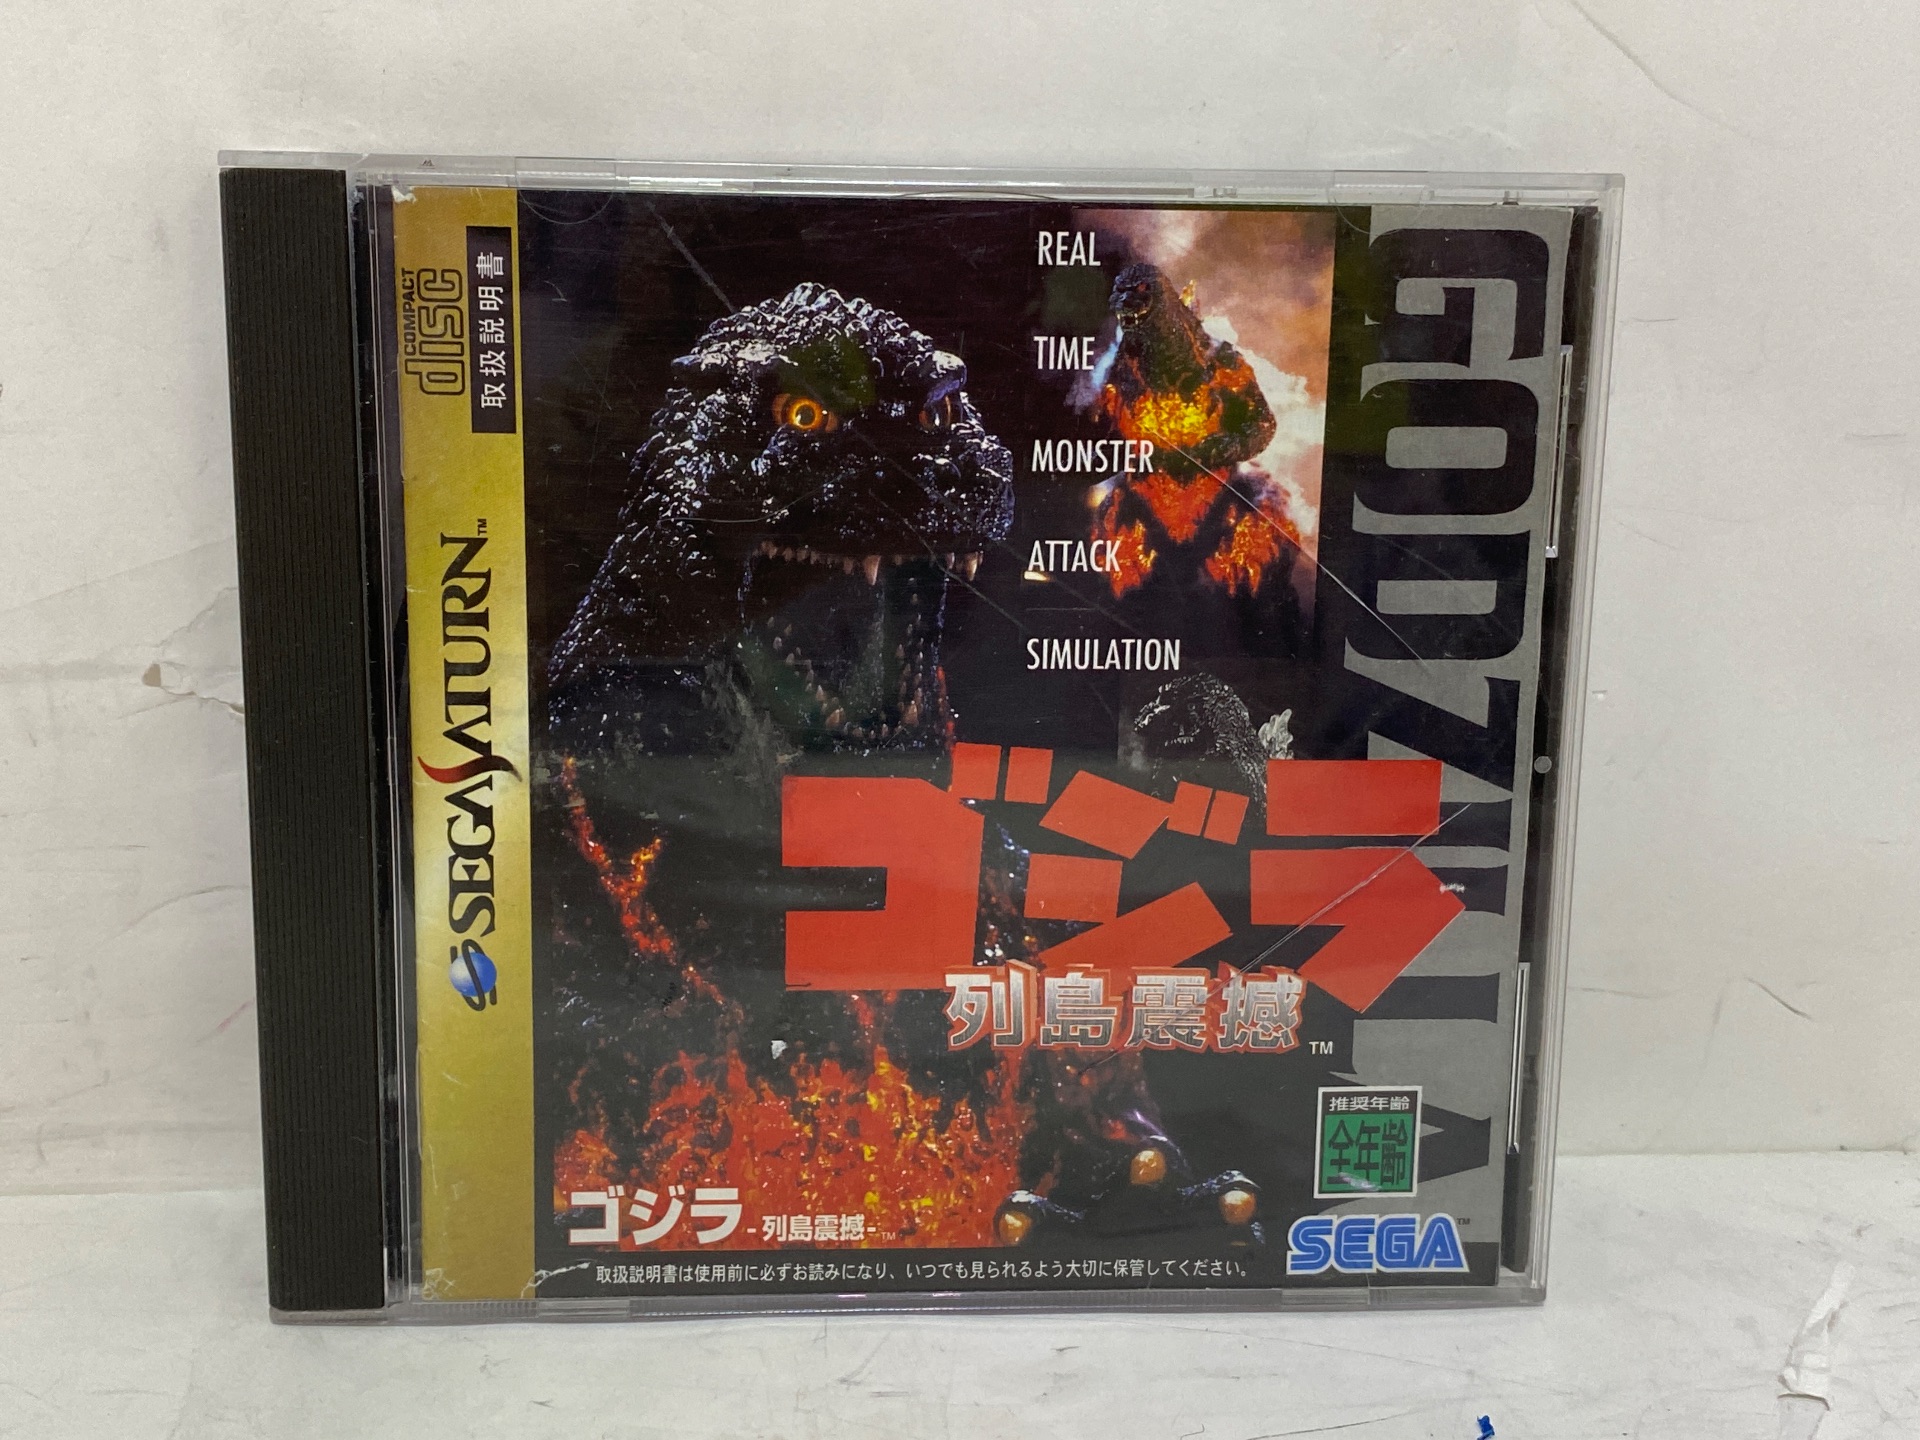 COMPACT
disc
取扱説明書
SEGA SATURN™
REAL
TIME
MONSTER
ATTACK
SIMULATION
GODZILLA
ゴジラ
列島震撼™
推奨年齢
全年齢
SEGA™
ゴジラ -列島震撼-™
取扱説明書は使用前に必ずお読みになり、いつでも見られるよう大切に保管してください。